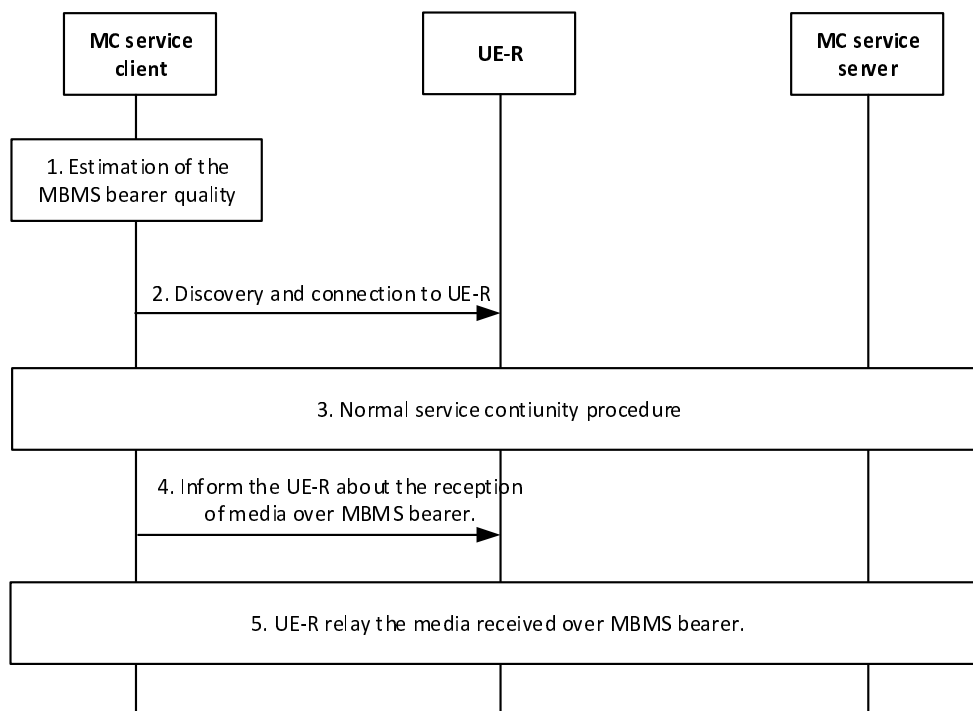 MC service
client
UE-R
MC service
server
1. Estimation of the
MBMS bearer quality
2. Discovery and connection to UE-R
3. Normal service contiunity procedure
4. Inform the UE-R about the reception
of media over MBMS bearer.
5. UE-R relay the media received over MBMS bearer.